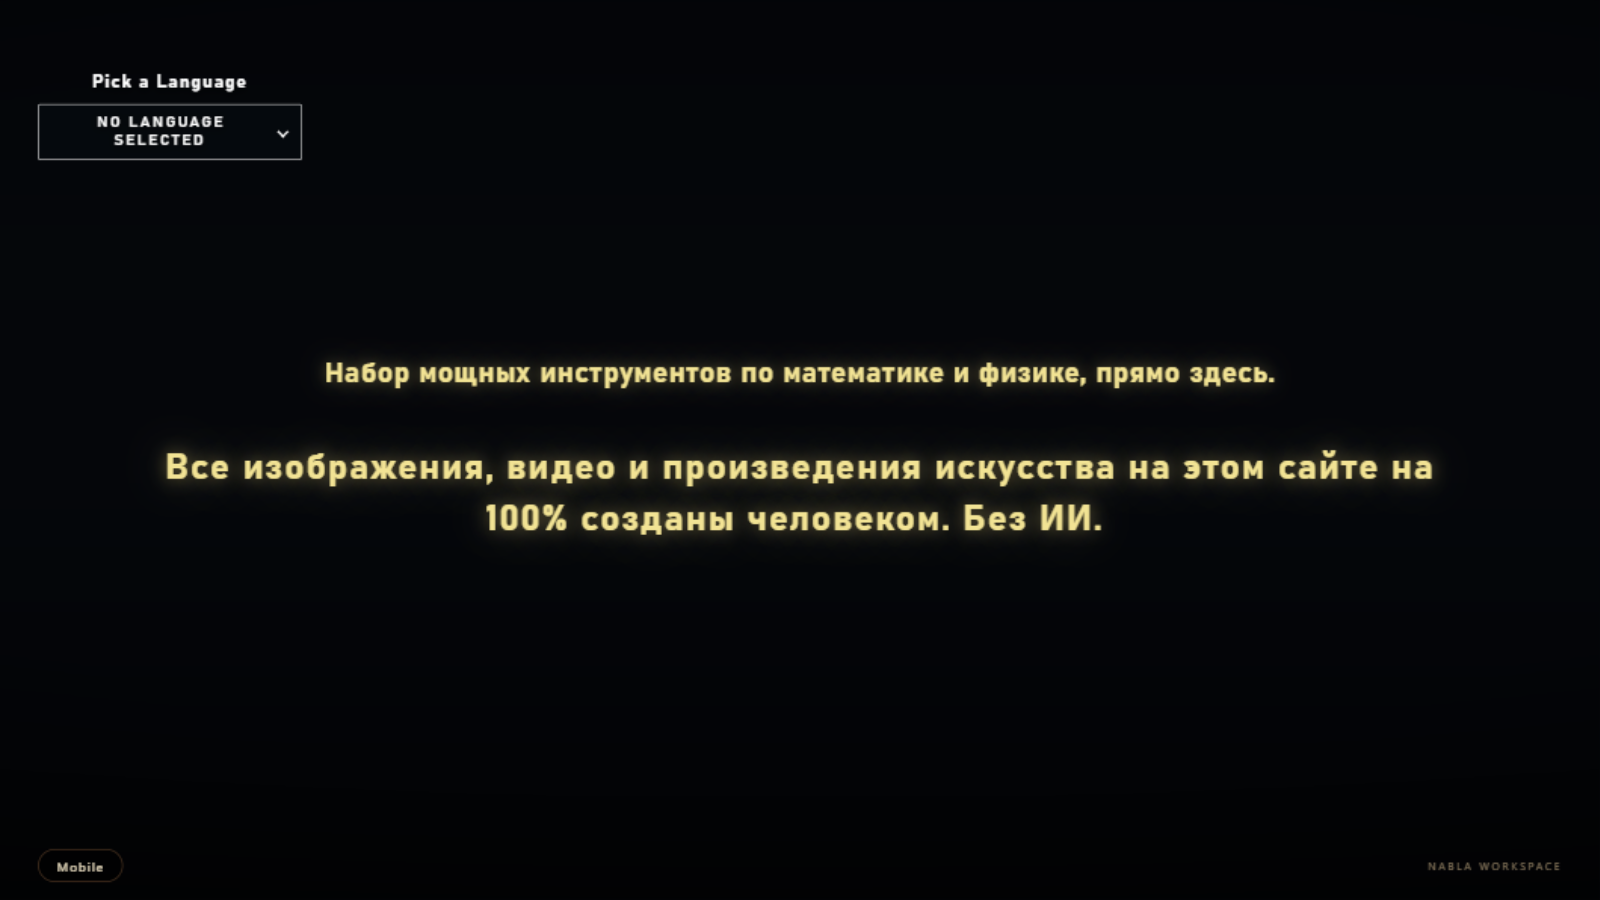 Pick a Language
NO LANGUAGE
SELECTED
Набор мощных инструментов по математике и физике, прямо здесь.
Все изображения, видео и произведения искусства на этом сайте на
100% созданы человеком. Без ИИ.
Mobile
NABLA WORKSPACE